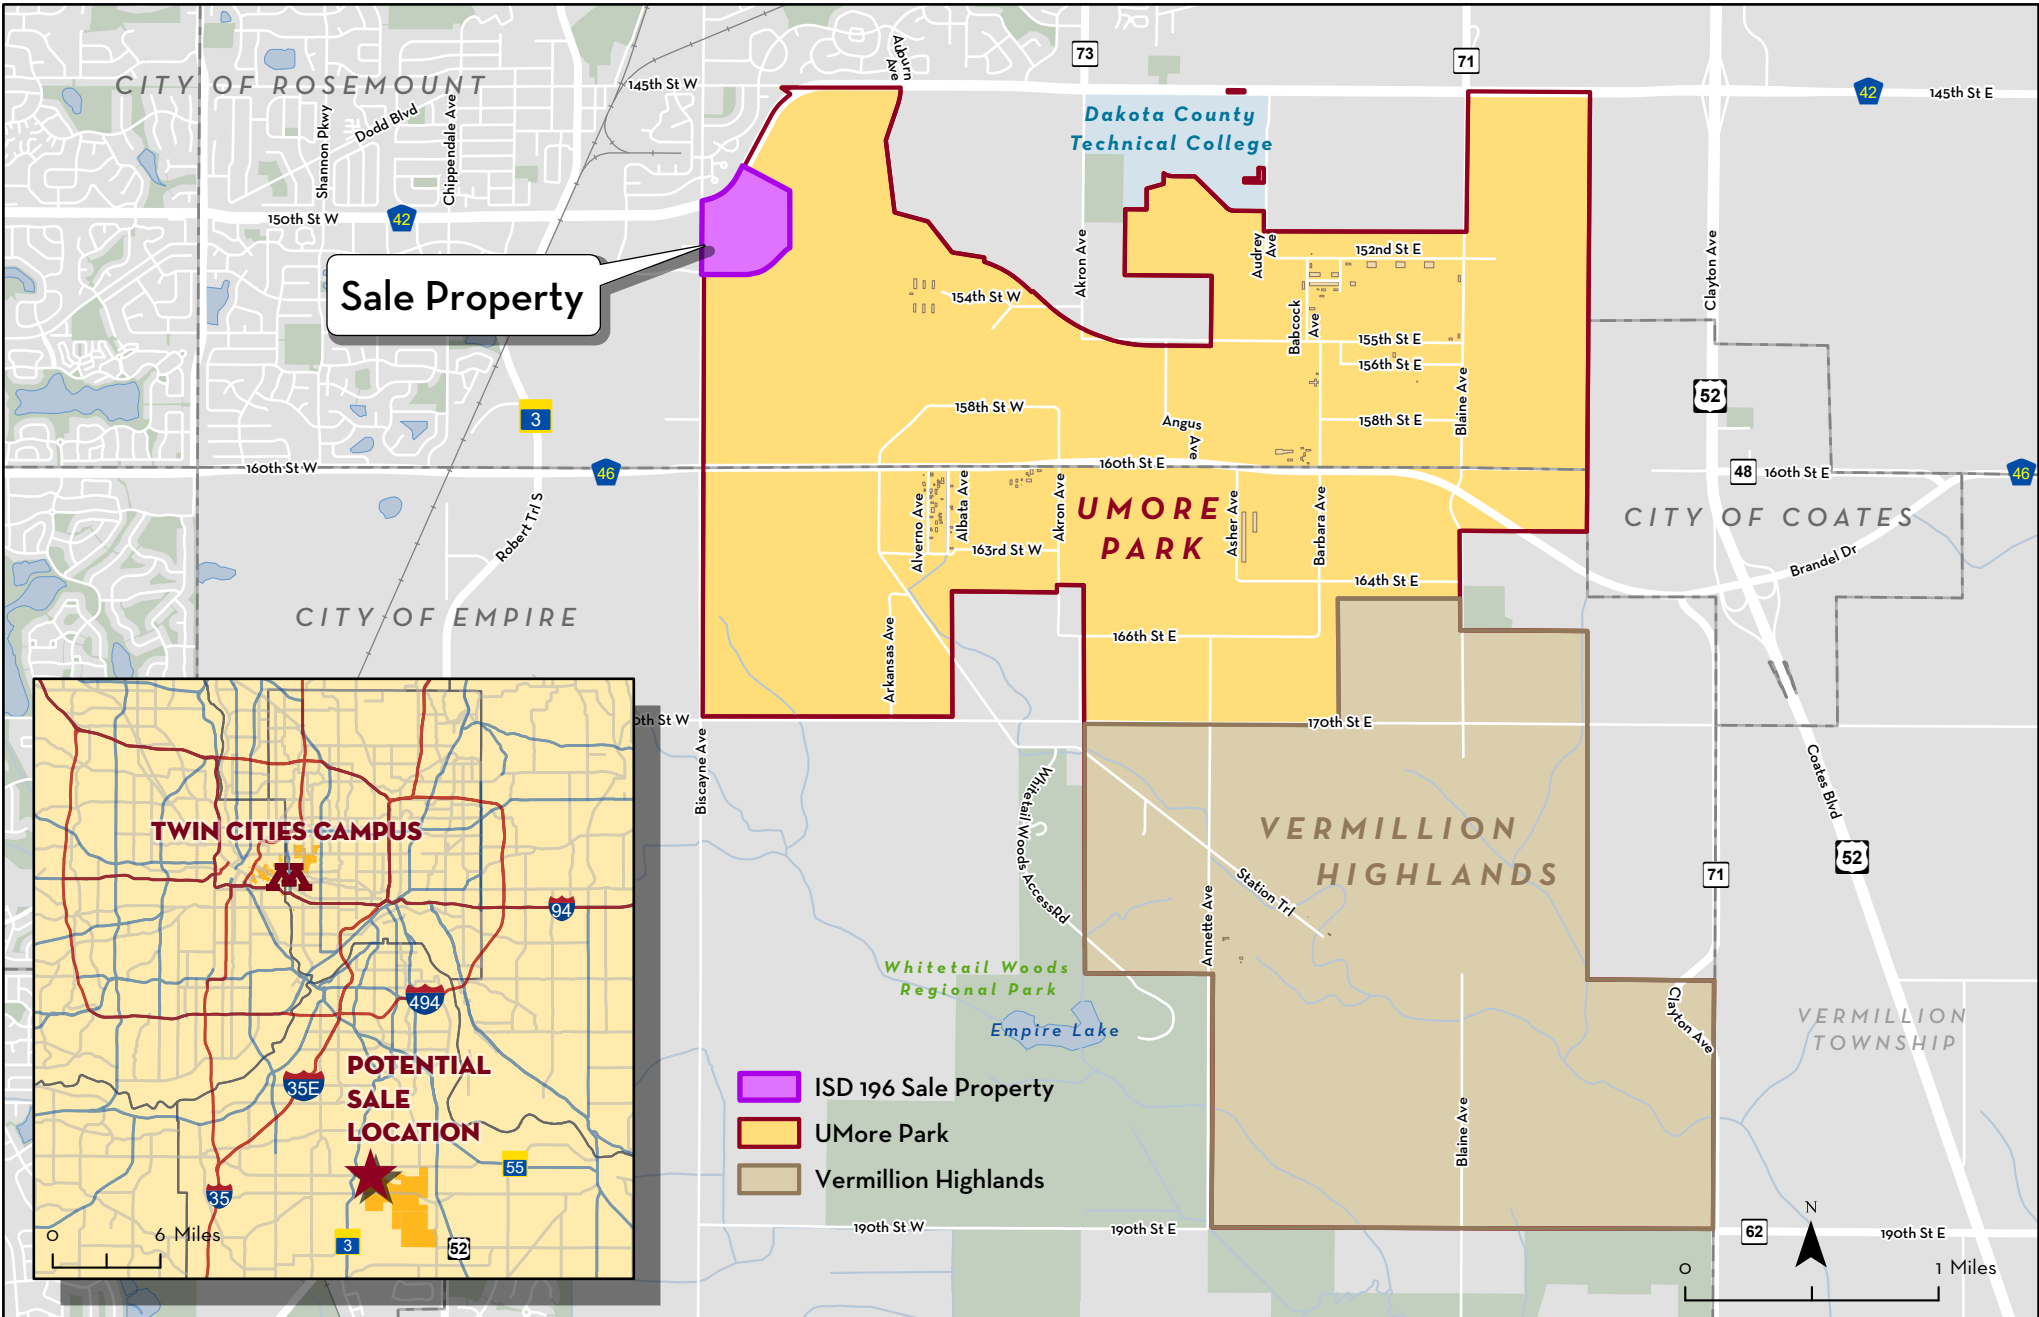 CITY OF ROSEMOUNT
Shannon Pkwy
Dodd Blvd
Chippendale Ave
145th St W
Auburn Ave
73
71
42
145th St E
Dakota County
Technical College
150th St W
42
Sale Property
Akron Ave
Audrey Ave
152nd St E
Clayton Ave
154th St W
Babcock Ave
155th St E
156th St E
52
3
158th St W
Angus Ave
158th St E
Blaine Ave
160th St W
46
160th St E
48
160th St E
46
Robert Trl S
Alverno Ave
Albata Ave
Akron Ave
UMORE
PARK
Asher Ave
Barbara Ave
CITY OF COATES
163rd St W
Brandel Dr
164th St E
CITY OF EMPIRE
Arkansas Ave
166th St E
0th St W
170th St E
Biscayne Ave
Whitetail Woods AccessRd
Coates Blvd
VERMILLION
HIGHLANDS
52
71
Station Trl
Annette Ave
Whitetail Woods
Regional Park
Empire Lake
Clayton Ave
VERMILLION
TOWNSHIP
Blaine Ave
TWIN CITIES CAMPUS
M
94
494
35E
POTENTIAL
SALE
LOCATION
55
35
3
52
0 6 Miles
ISD 196 Sale Property
UMore Park
Vermillion Highlands
190th St W
190th St E
62
190th St E
N
0 1 Miles